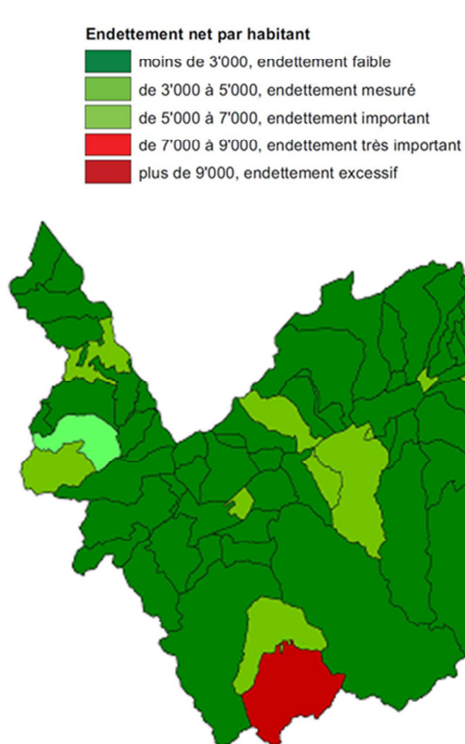 Endettement net par habitant
moins de 3'000, endettement faible
de 3'000 à 5'000, endettement mesuré
de 5'000 à 7'000, endettement important
de 7'000 à 9'000, endettement très important
plus de 9'000, endettement excessif